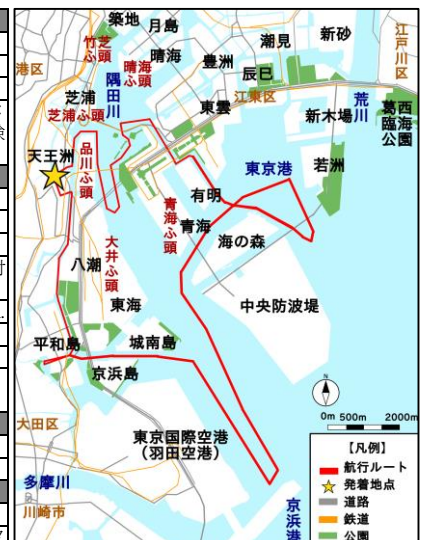 築地
月島
新砂
江戸川区
竹芝
ふ頭
潮見
港区
晴海
豊洲
晴海
ふ頭
辰巳
隅田川
芝浦
芝浦ふ頭
江東区
荒川
東雲
新木場
葛西
臨海
公園
験
天王洲
品川ふ頭
東京港
若洲
有明
青海ふ頭
青海
海の森
八潮
大井ふ頭
討
東海
中央防波堤
平和島
城南島
京浜島
N
0m 500m 2000m
大田区
東京国際空港
(羽田空港)
【凡例】
航行ルート
発着地点
道路
鉄道
公園
多摩川
川崎市
京浜港